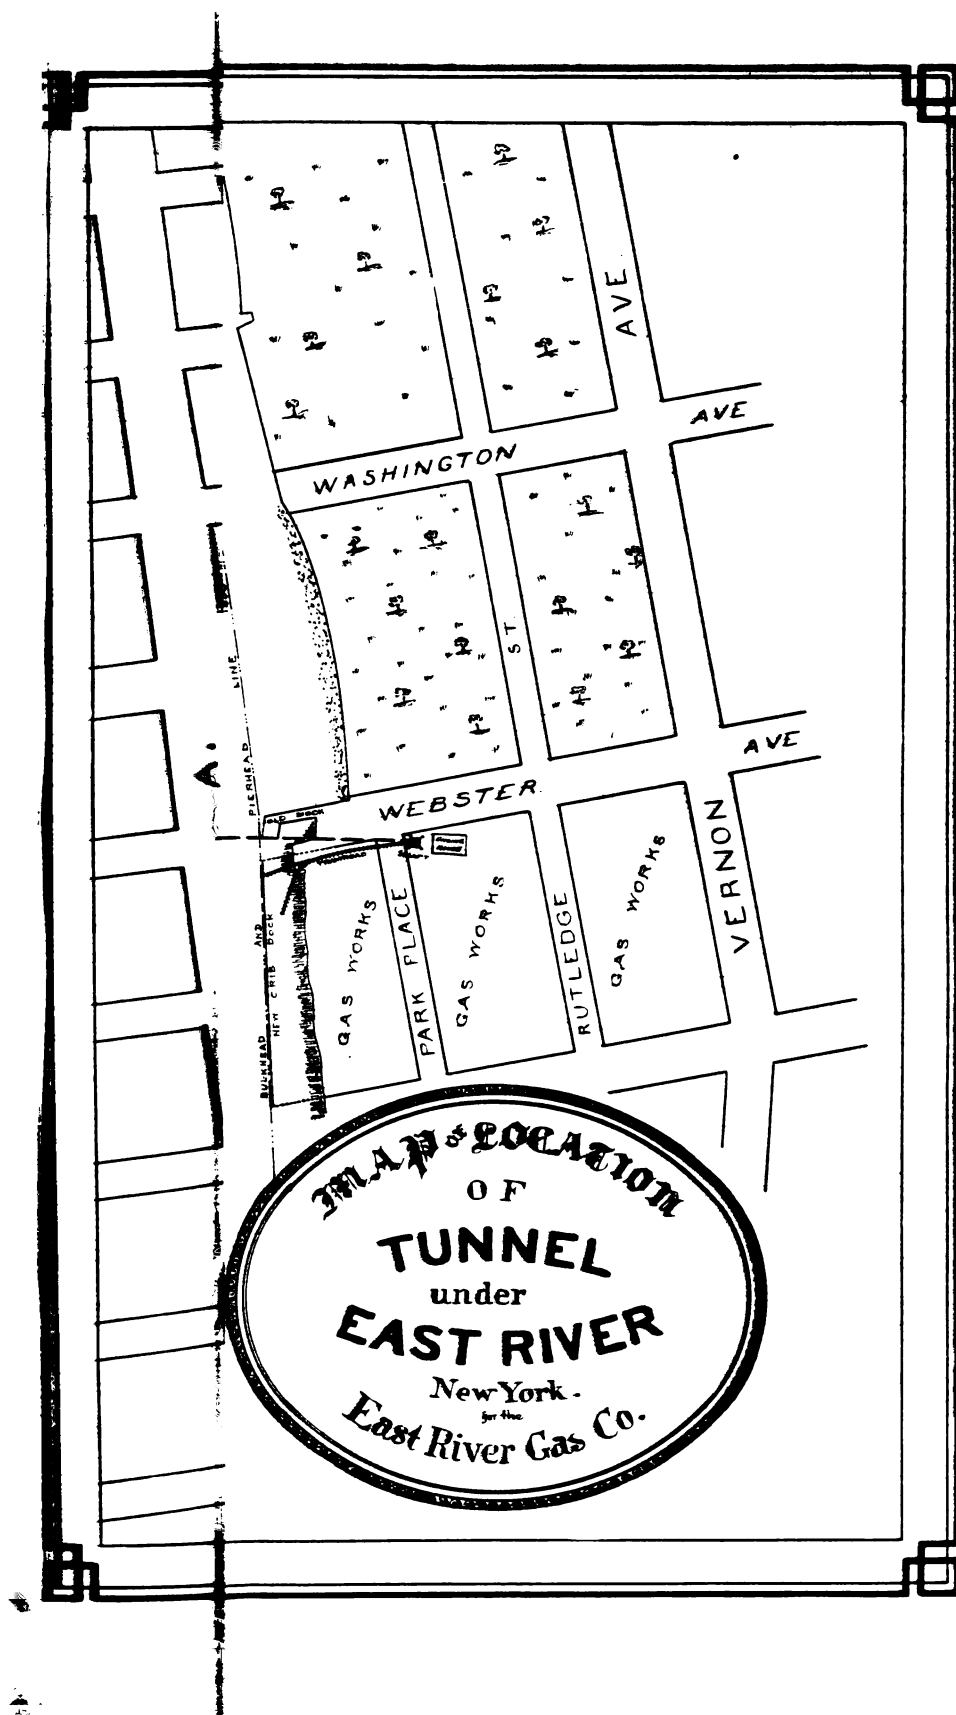 AVE
AVE
WASHINGTON
ST.
LINE
PIERHEAD
A.
AVE
WEBSTER
OLD DOCK
VERNON
GAS WORKS
GAS WORKS
GAS WORKS
PARK PLACE
RUTLEDGE
BULKHEAD AND
NEW CRIB DOCK
MAP OF LOCATION
OF
TUNNEL
under
EAST RIVER
New York.
for the
East River Gas Co.